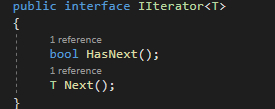 public interface IIterator<T>
{
1 reference
bool HasNext();
1 reference
T Next();
}